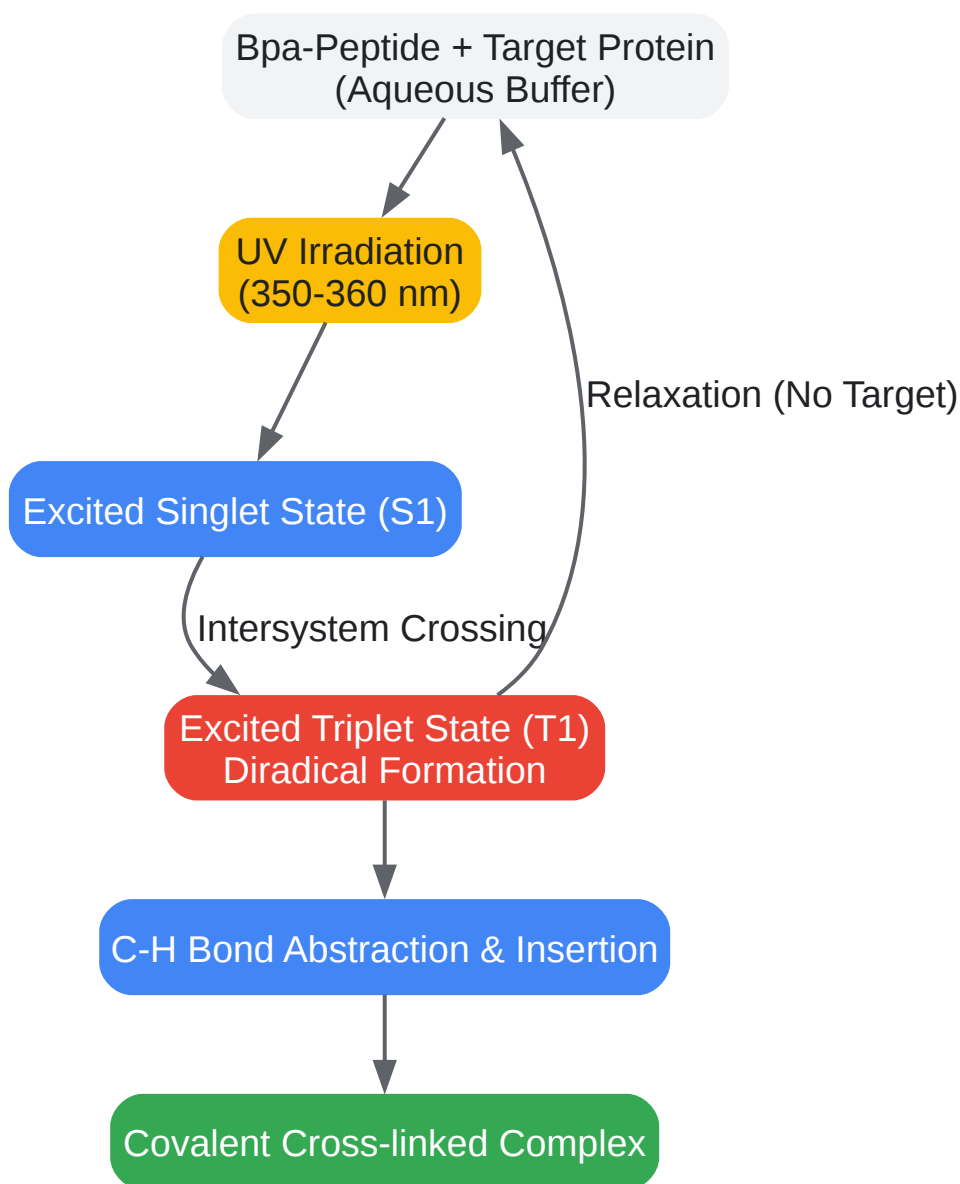 Bpa-Peptide + Target Protein
(Aqueous Buffer)
UV Irradiation
(350-360 nm)
Relaxation (No Target)
Excited Singlet State (S1)
Intersystem Crossing
Excited Triplet State (T1)
Diradical Formation
C-H Bond Abstraction & Insertion
Covalent Cross-linked Complex